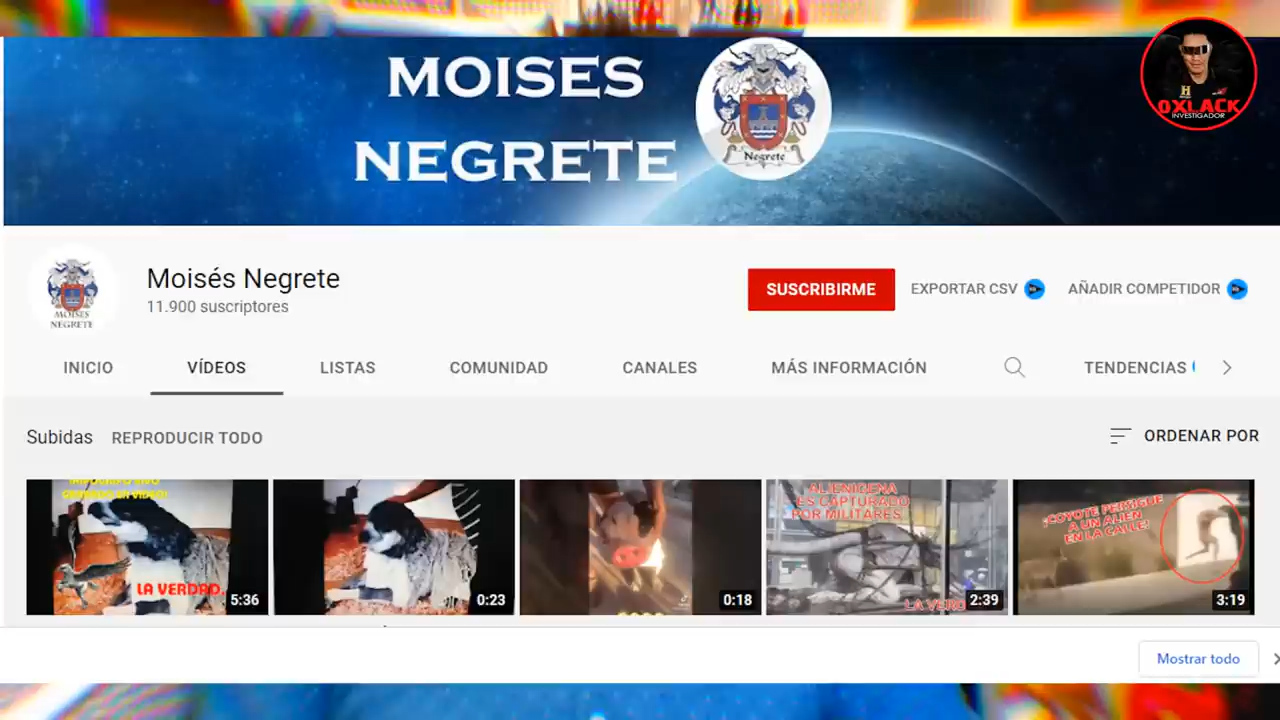 MOISES
NEGRETE
Negrete
OXLACK
INVESTIGADOR
MOISES
NEGRETE
Moisés Negrete
11.900 suscriptores
SUSCRIBIRME
EXPORTAR CSV
AÑADIR COMPETIDOR
INICIO
VÍDEOS
LISTAS
COMUNIDAD
CANALES
MÁS INFORMACIÓN
TENDENCIAS
Subidas
REPRODUCIR TODO
ORDENAR POR
LA VERDAD.
5:36
0:23
0:18
ALIENIGENA
ES CAPTURADO
POR MILITARES
2:39
¡COYOTE PERSIGUE
A UN ALIEN
EN LA CALLE!
3:19
Mostrar todo